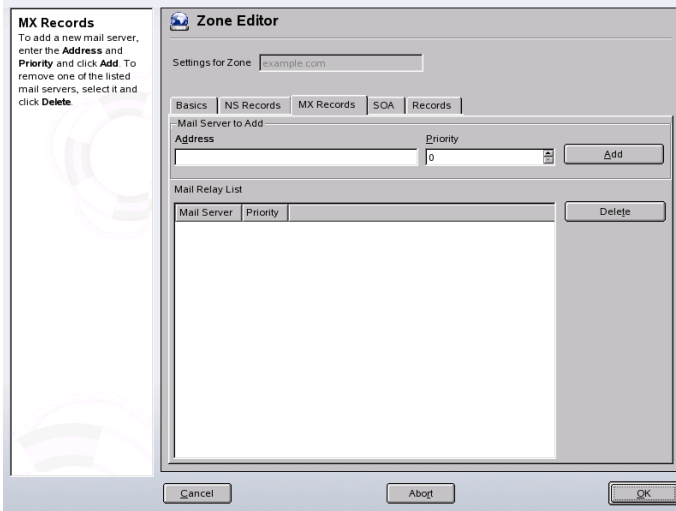 MX Records
To add a new mail server,
enter the Address and
Priority and click Add. To
remove one of the listed
mail servers, select it and
click Delete.
Zone Editor
Settings for Zone example.com
Basics NS Records MX Records SOA Records
Mail Server to Add
Address Priority
0 Add
Mail Relay List
Mail Server Priority Delete
Cancel Abort OK